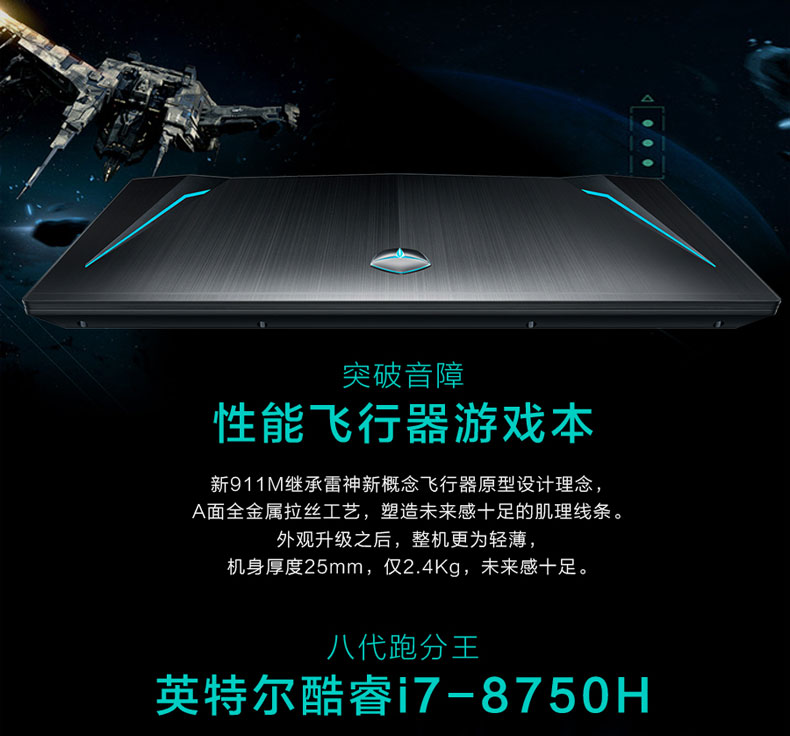 突破音障
性能飞行器游戏本
新911M继承雷神新概念飞行器原型设计理念，
A面全金属拉丝工艺，塑造未来感十足的肌理线条。
外观升级之后，整机更为轻薄，
机身厚度25mm，仅2.4Kg，未来感十足。
八代跑分王
英特尔酷睿i7-8750H